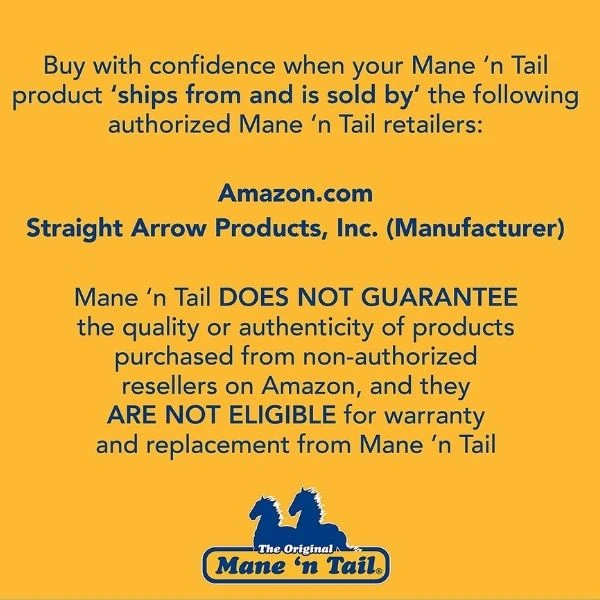 Buy with confidence when your Mane ‘n Tail
product ‘ships from and is sold by’ the following
authorized Mane ‘n Tail retailers:
Amazon.com
Straight Arrow Products, Inc. (Manufacturer)
Mane ‘n Tail DOES NOT GUARANTEE
the quality or authenticity of products
purchased from non-authorized
resellers on Amazon, and they
ARE NOT ELIGIBLE for warranty
and replacement from Mane ‘n Tail
The Original
Mane ‘n Tail®